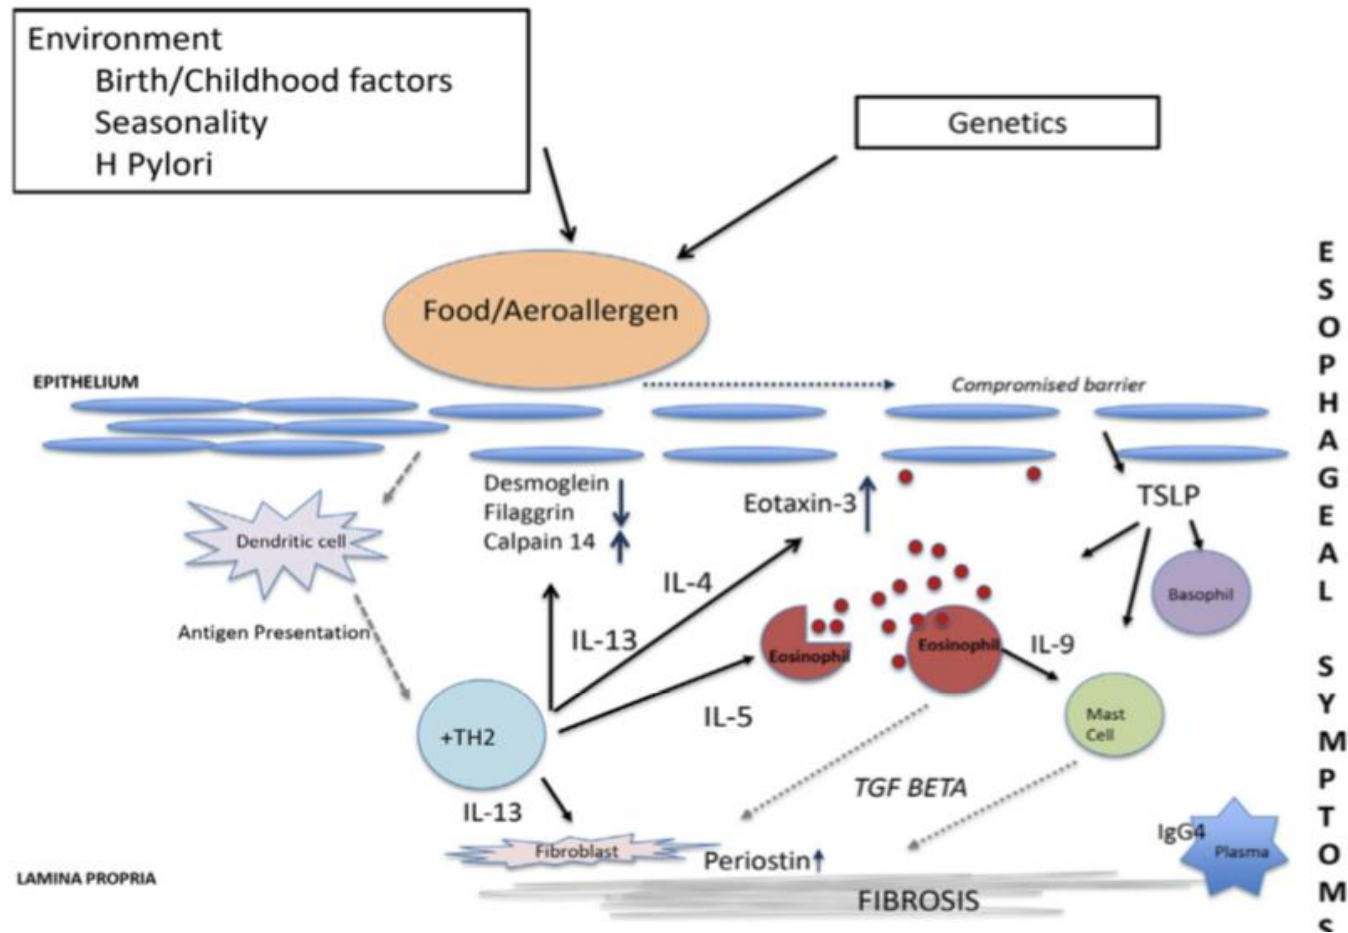 Environment
Birth/Childhood factors
Seasonality
H Pylori
Genetics
Food/Aeroallergen
EPITHELIUM
Compromised barrier
Desmoglein
Filaggrin
Calpain 14
Eotaxin-3
TSLP
Dendritic cell
Basophil
IL-4
Antigen Presentation
IL-13
Eosinophil
Eosinophil
IL-9
IL-5
+TH2
Mast
Cell
TGF BETA
IL-13
IgG4
Plasma
Fibroblast
Periostin
LAMINA PROPRIA
FIBROSIS
ESOPHAGEAL SYMPTOMS